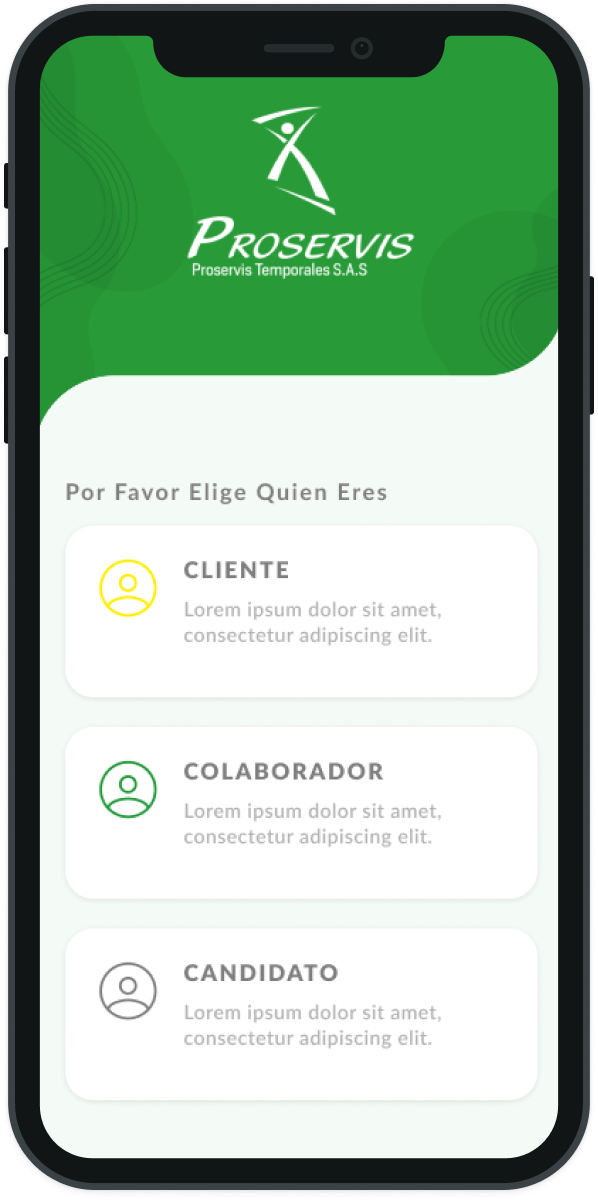 PROSERVIS
Proservis Temporales S.A.S
Por Favor Elige Quien Eres
CLIENTE
Lorem ipsum dolor sit amet,
consectetur adipiscing elit.
COLABORADOR
Lorem ipsum dolor sit amet,
consectetur adipiscing elit.
CANDIDATO
Lorem ipsum dolor sit amet,
consectetur adipiscing elit.